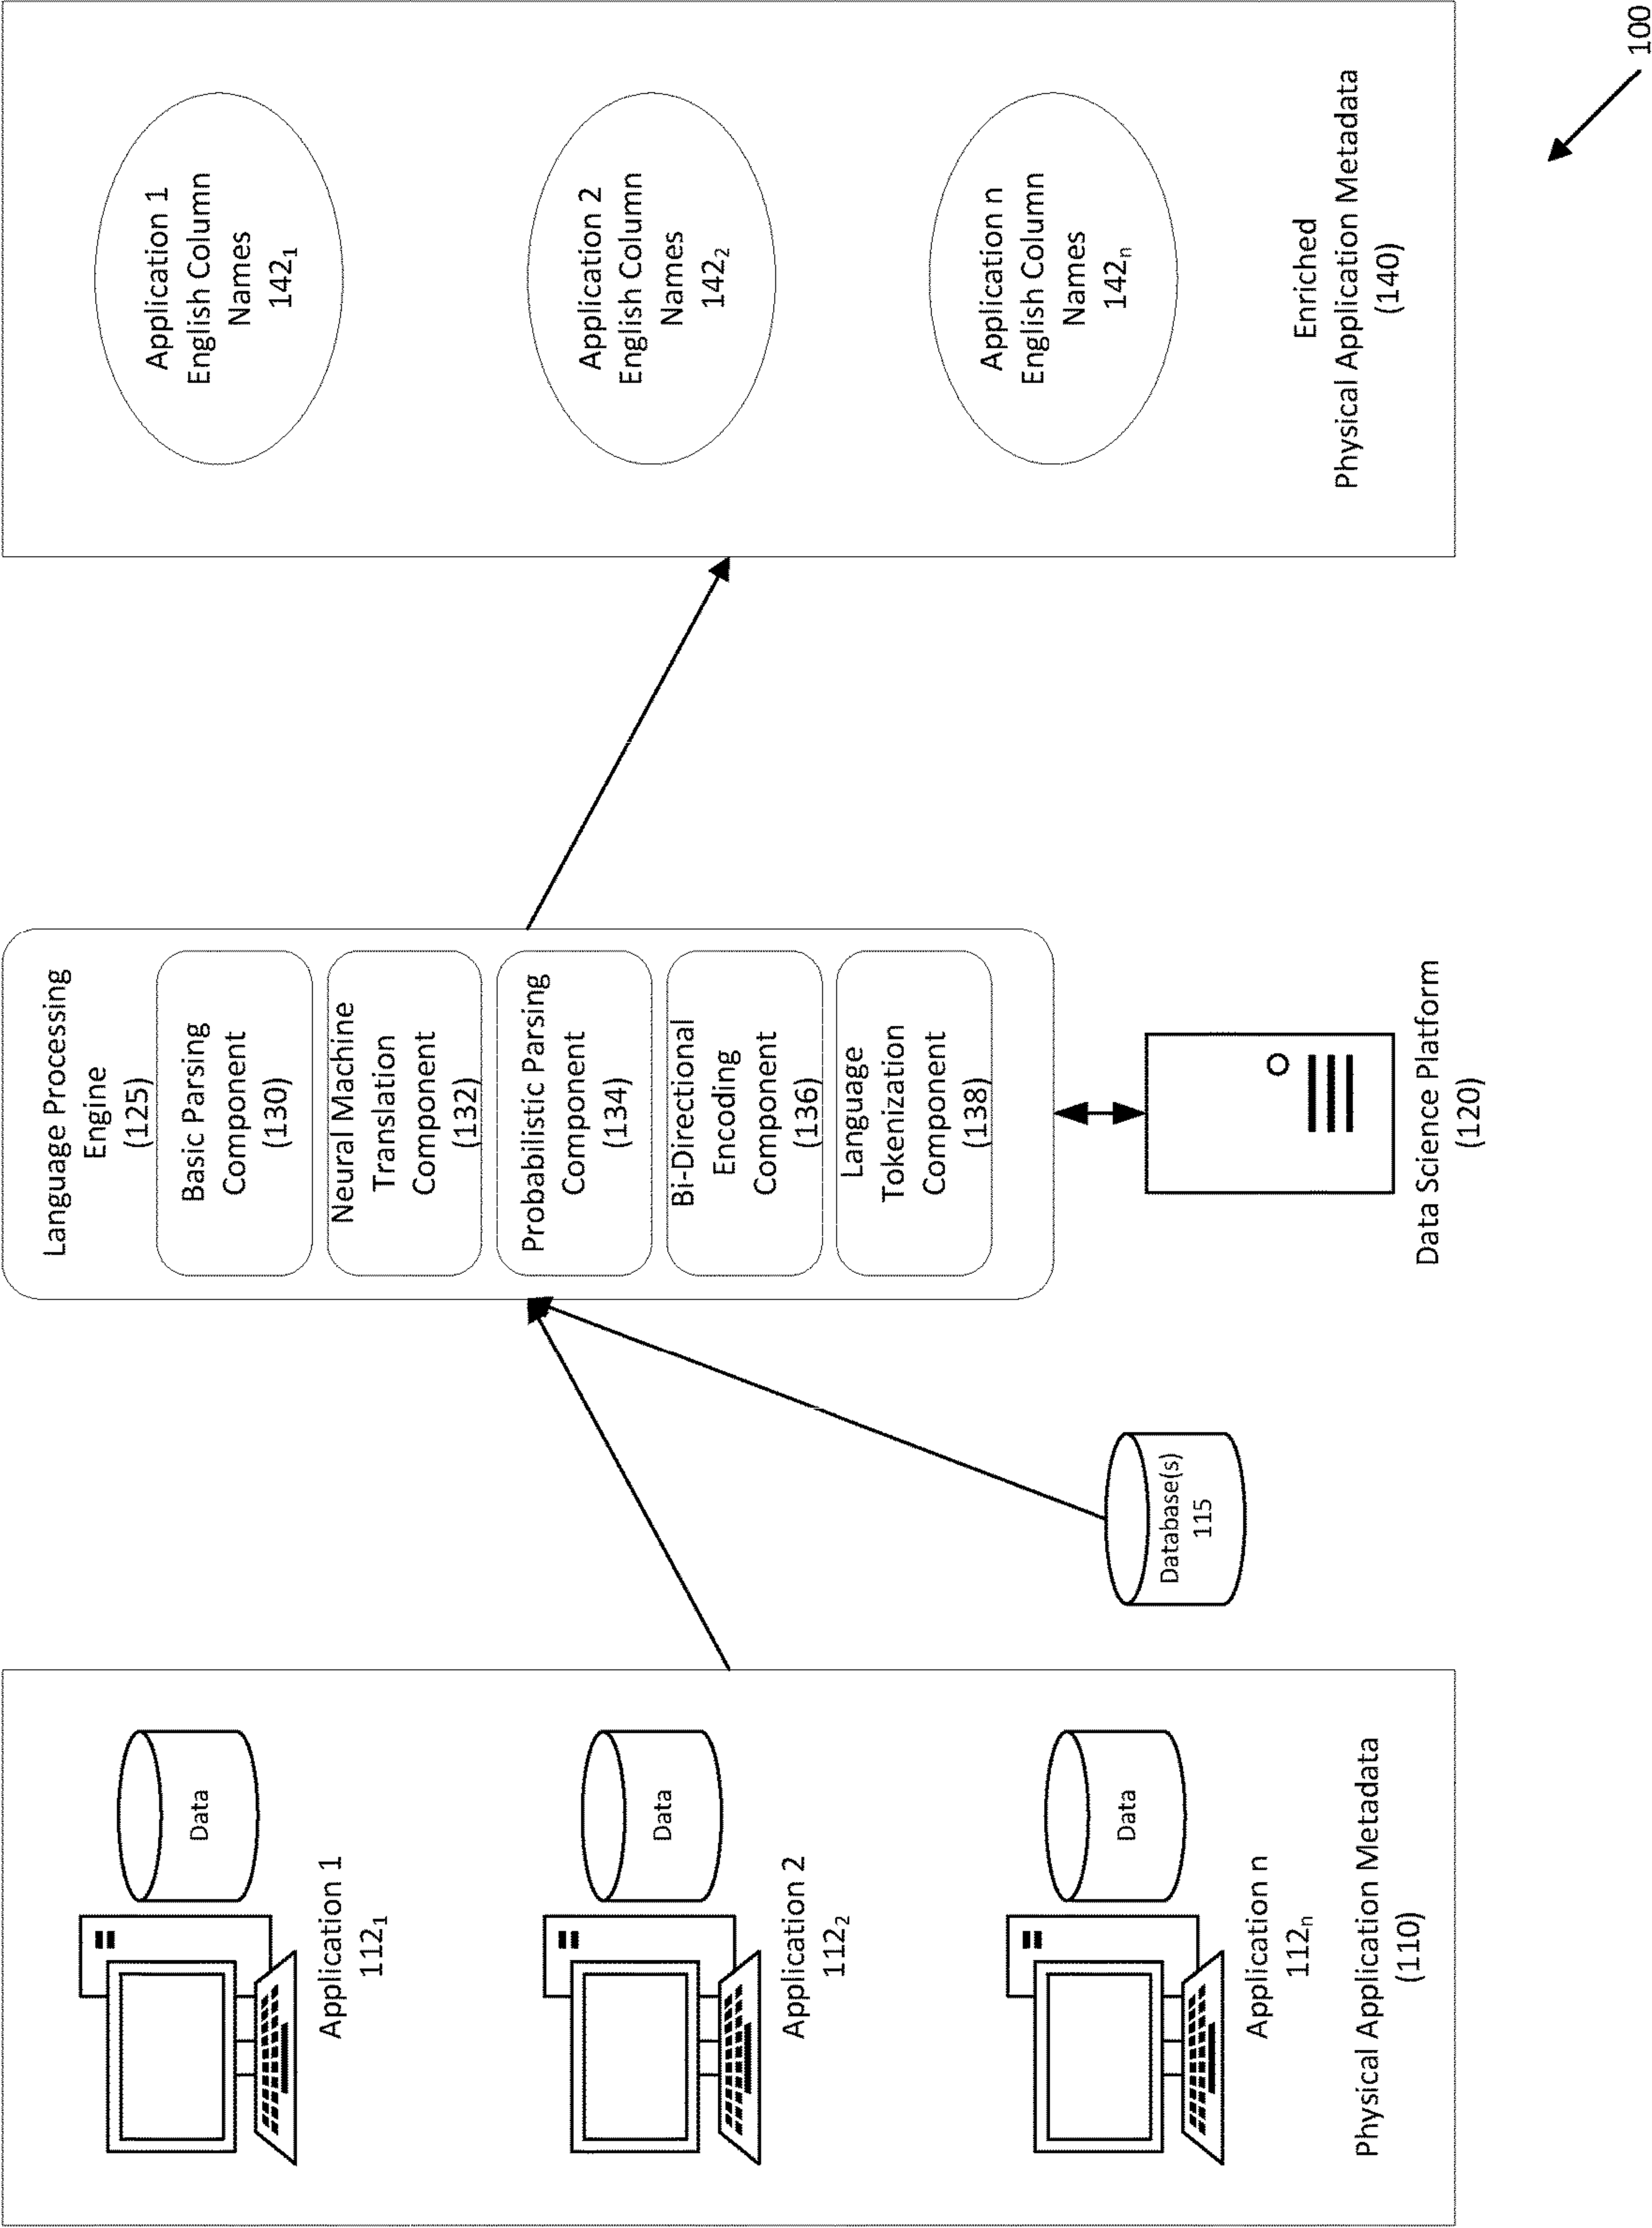 Application 1
112₁
Data
Application 2
112₂
Data
Application n
112ₙ
Data
Physical Application Metadata
(110)
Database(s)
115
Language Processing
Engine
(125)
Basic Parsing
Component
(130)
Neural Machine
Translation
Component
(132)
Probabilistic Parsing
Component
(134)
Bi-Directional
Encoding
Component
(136)
Language
Tokenization
Component
(138)
Data Science Platform
(120)
Application 1
English Column
Names
142₁
Application 2
English Column
Names
142₂
Application n
English Column
Names
142ₙ
Enriched
Physical Application Metadata
(140)
100